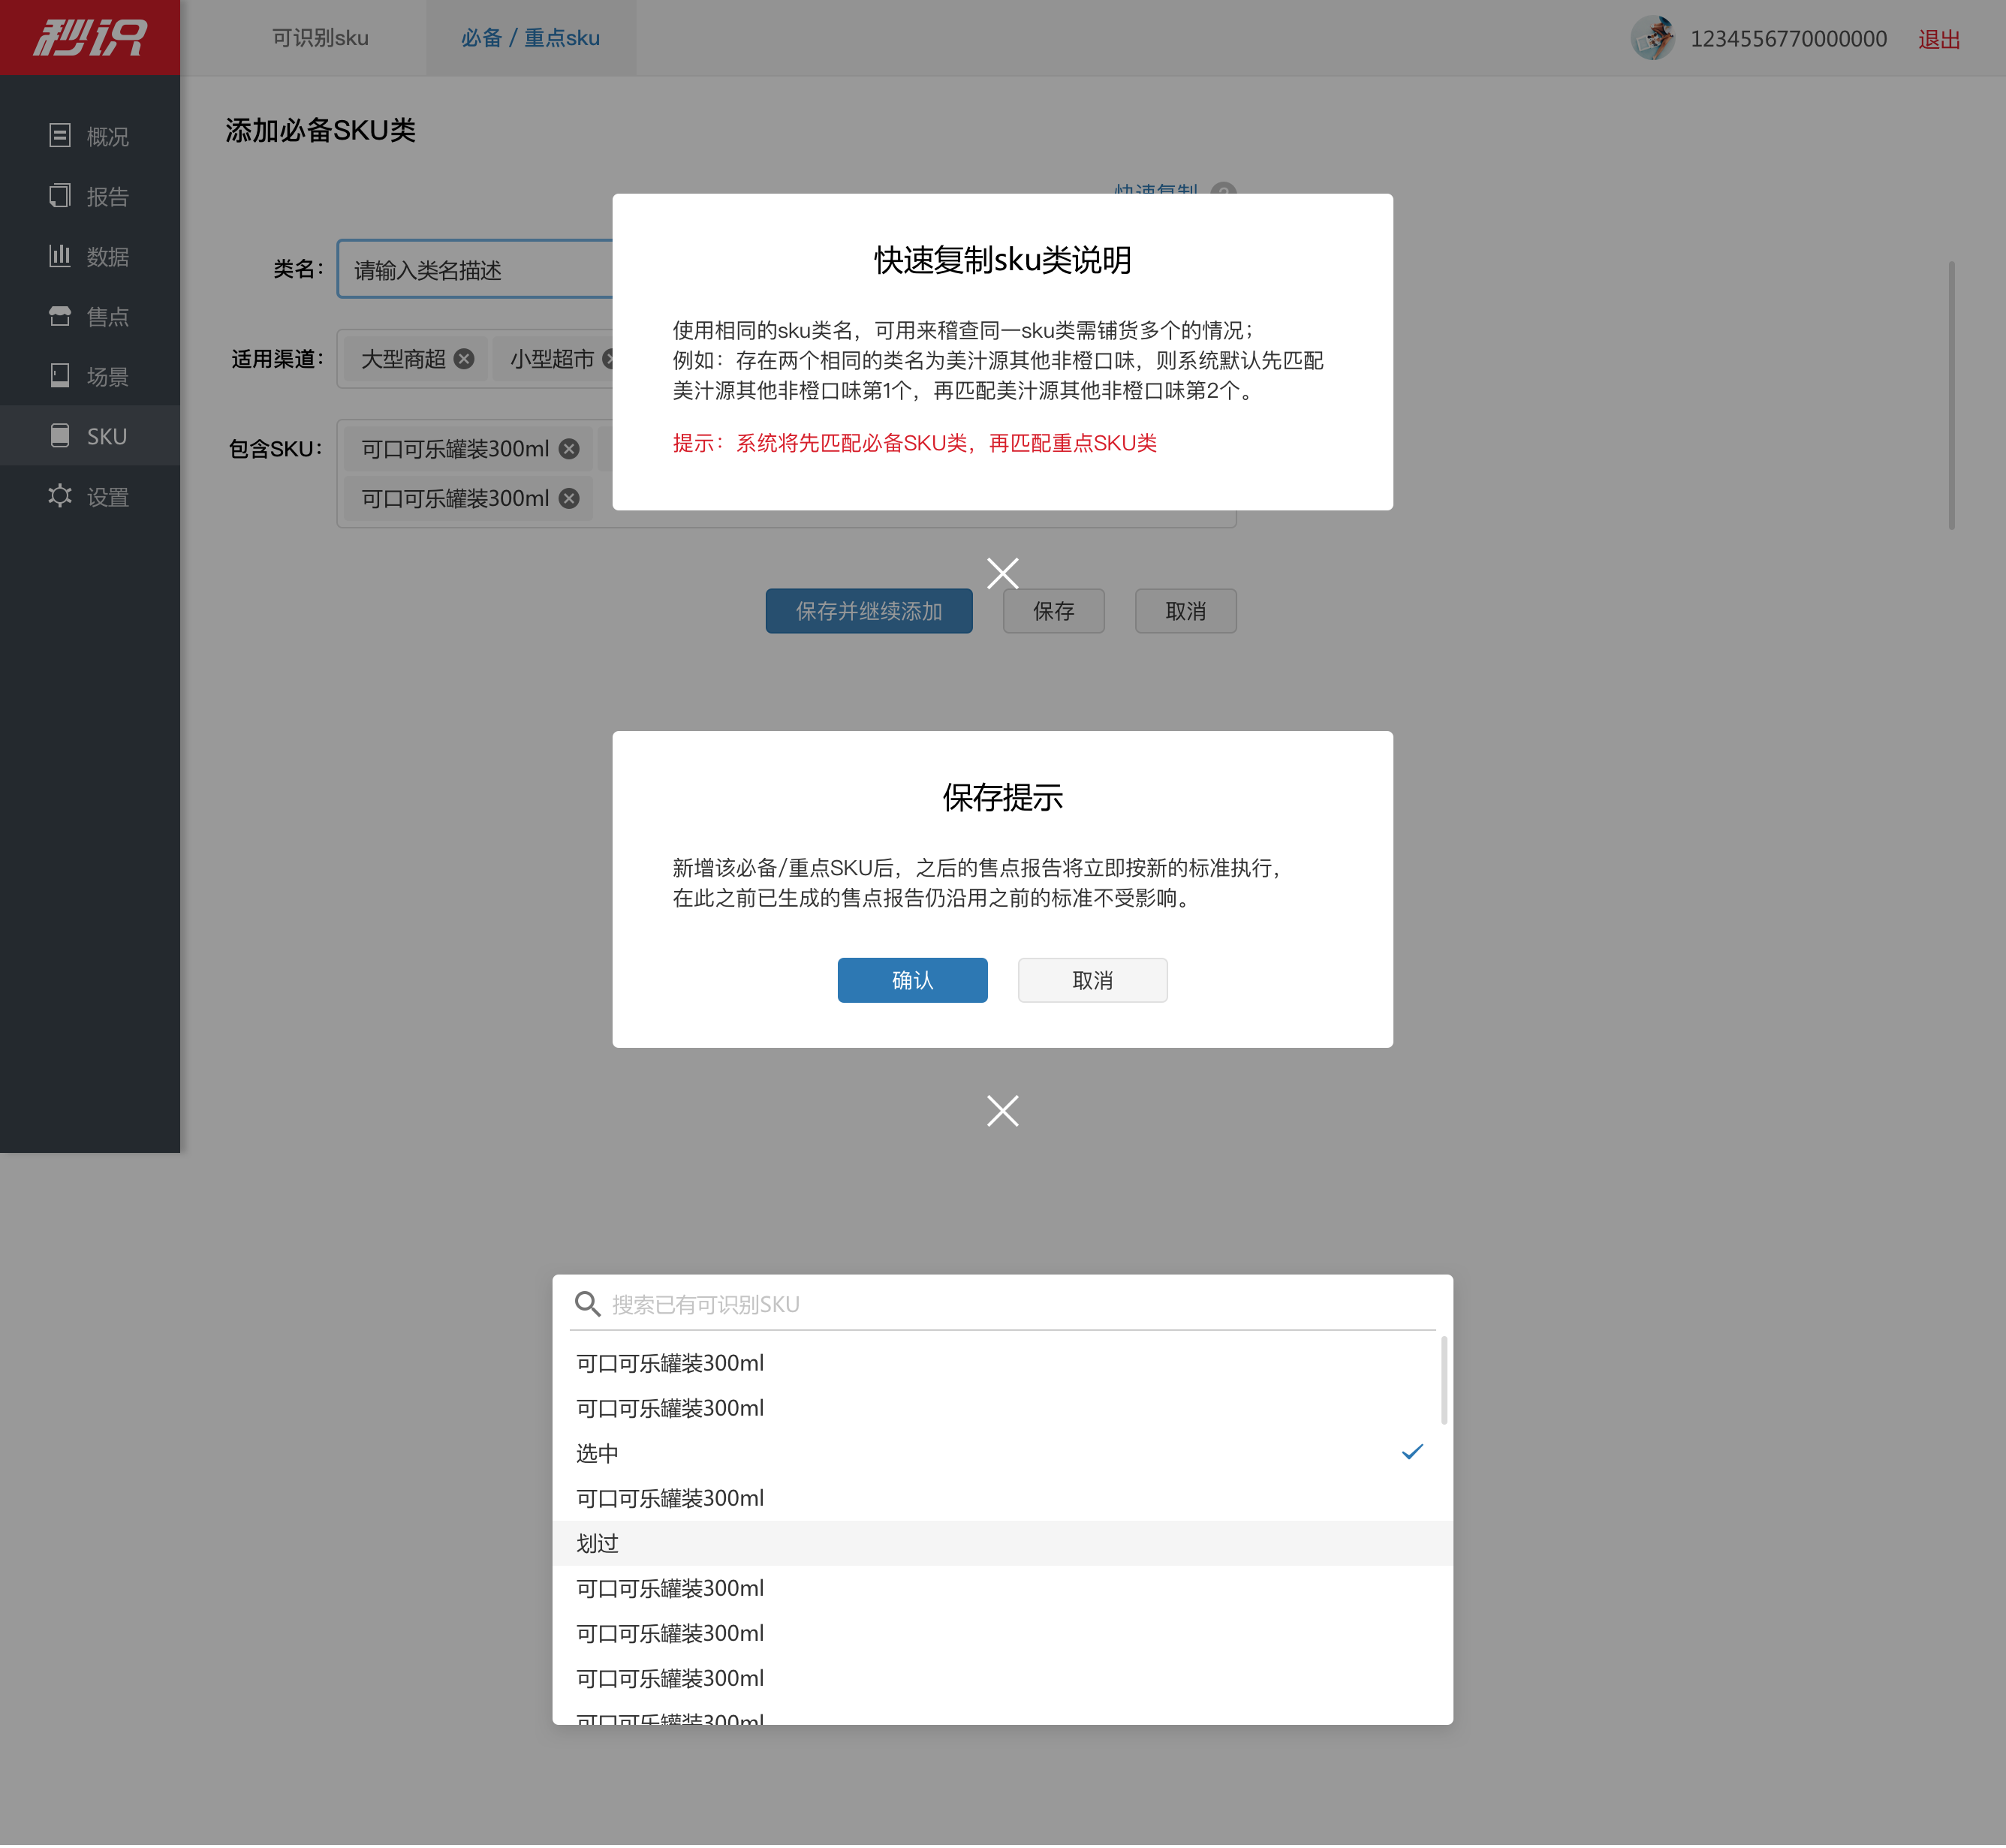 秒识
可识别sku
必备 / 重点sku
1234556770000000
退出
概况
报告
数据
售点
场景
SKU
设置
添加必备SKU类
快速复制
类名：
请输入类名描述
适用渠道：
大型商超
小型超市
包含SKU：
可口可乐罐装300ml
可口可乐罐装300ml
快速复制sku类说明
使用相同的sku类名，可用来稽查同一sku类需铺货多个的情况；
例如：存在两个相同的类名为美汁源其他非橙口味，则系统默认先匹配
美汁源其他非橙口味第1个，再匹配美汁源其他非橙口味第2个。
提示：系统将先匹配必备SKU类，再匹配重点SKU类
保存并继续添加
保存
取消
保存提示
新增该必备/重点SKU后，之后的售点报告将立即按新的标准执行，
在此之前已生成的售点报告仍沿用之前的标准不受影响。
确认
取消
搜索已有可识别SKU
可口可乐罐装300ml
可口可乐罐装300ml
选中
可口可乐罐装300ml
划过
可口可乐罐装300ml
可口可乐罐装300ml
可口可乐罐装300ml
可口可乐罐装300ml